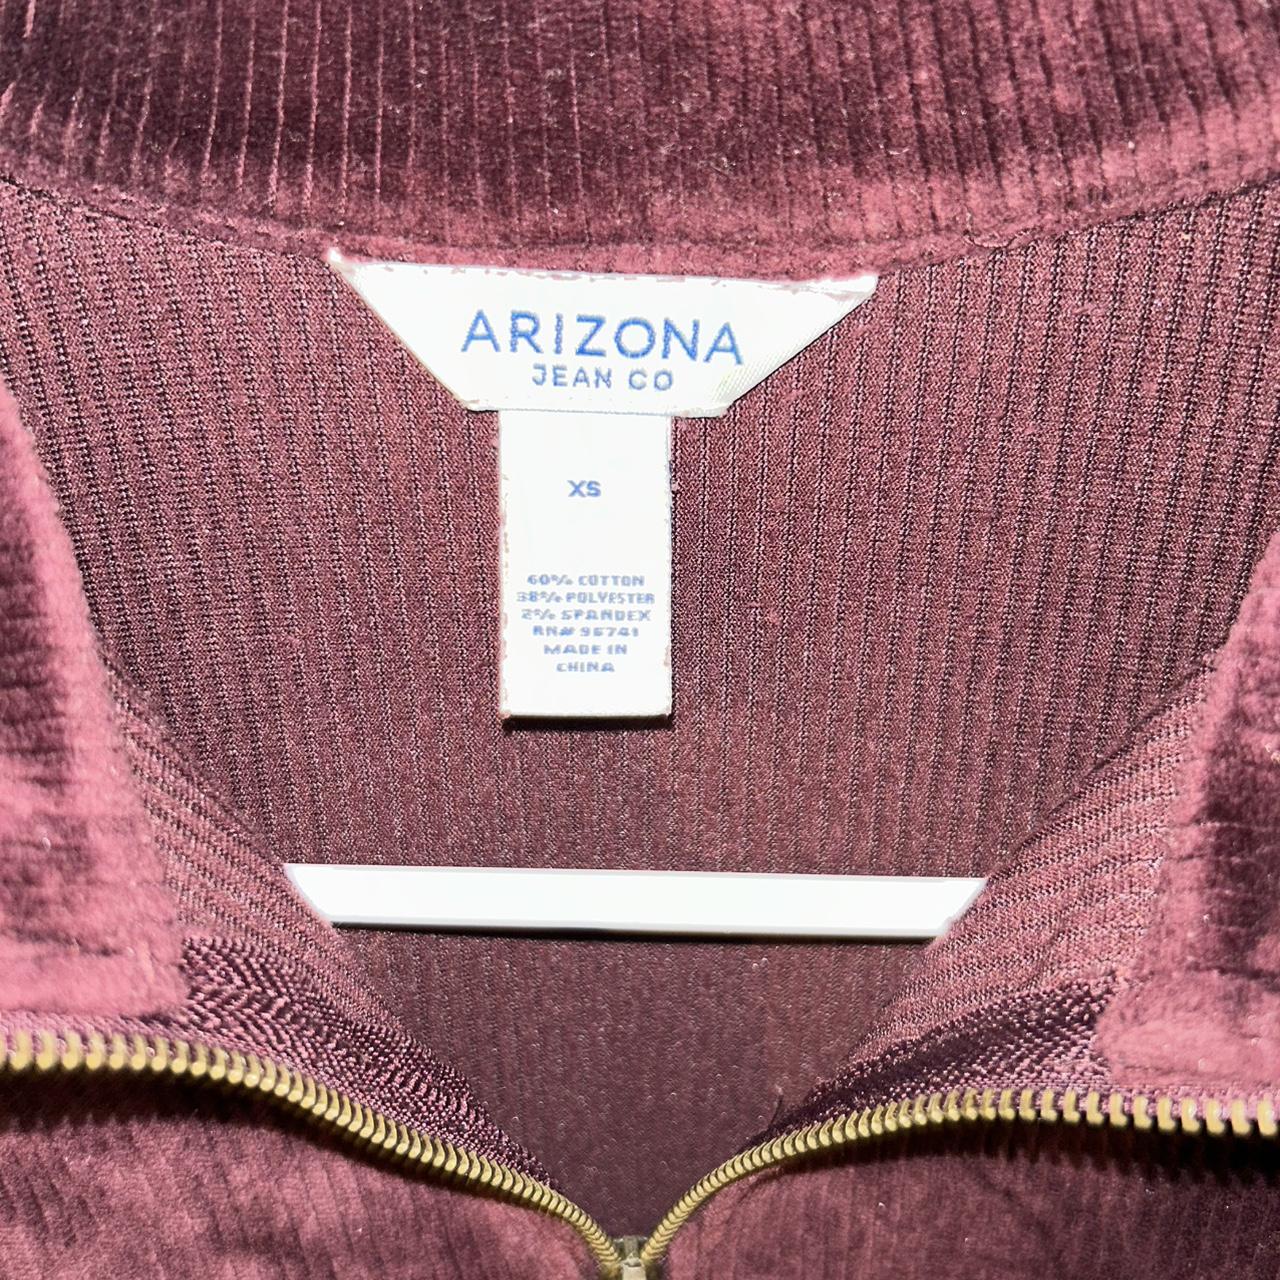 ARIZONA
JEAN CO
XS
60% COTTON
38% POLYESTER
2% SPANDEX
RN# 96741
MADE IN
CHINA